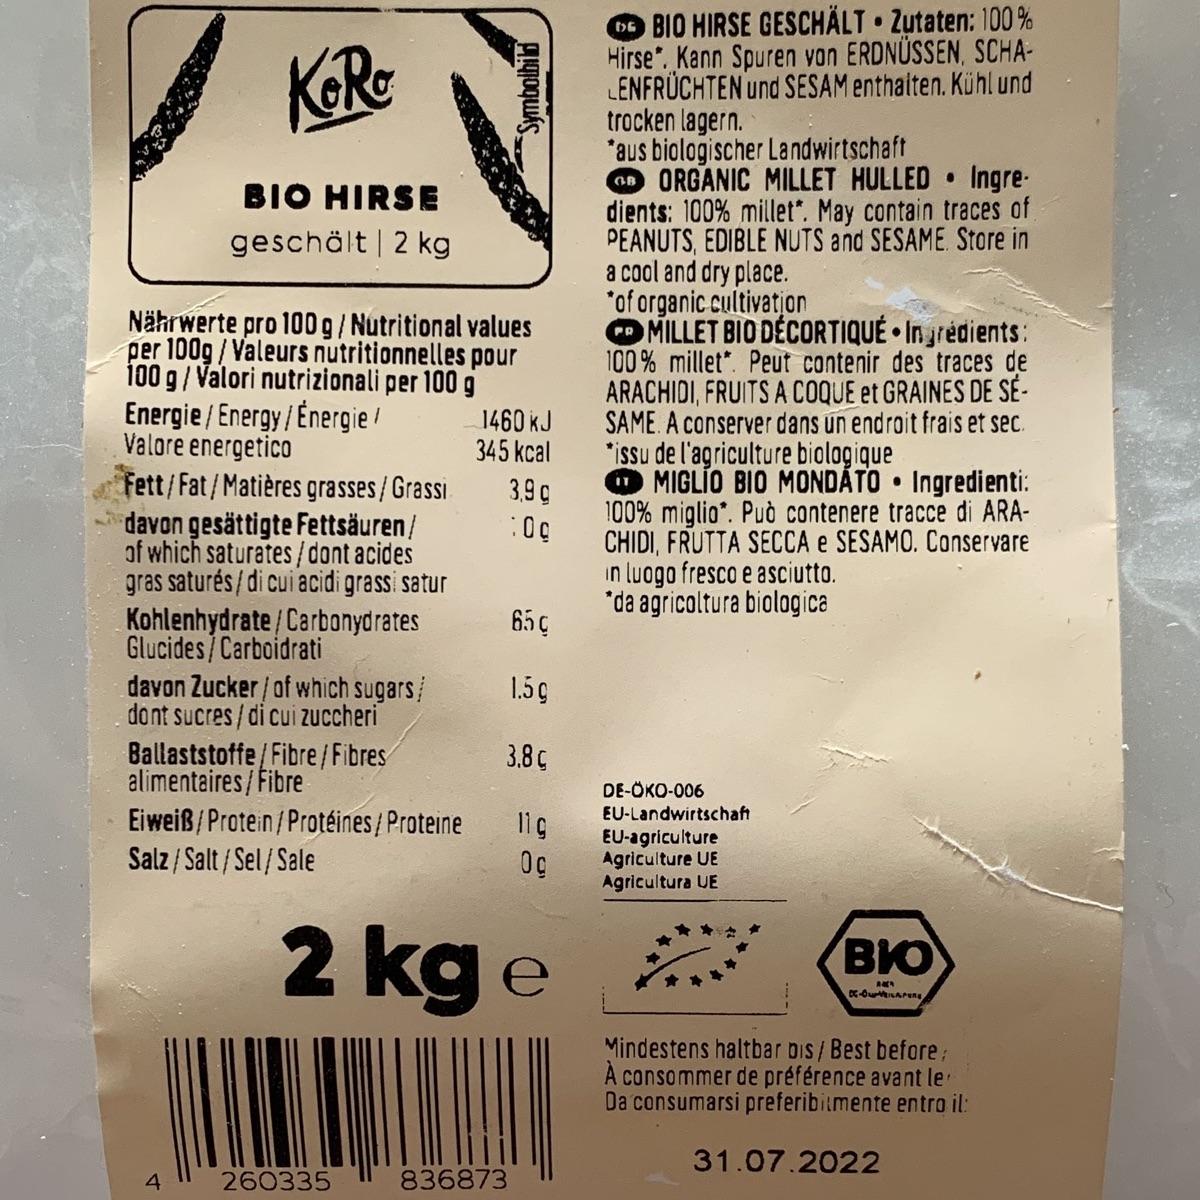 KoRo
Symbolbild
BIO HIRSE
geschält | 2 kg
Nährwerte pro 100 g / Nutritional values
per 100g / Valeurs nutritionnelles pour
100 g / Valori nutrizionali per 100 g
Energie / Energy / Énergie / 1460 kJ
Valore energetico 345 kcal
Fett / Fat / Matières grasses / Grassi 3,9 g
davon gesättigte Fettsäuren /
of which saturates / dont acides
gras saturés / di cui acidi grassi satur
Kohlenhydrate / Carbohydrates 65 g
Glucides / Carboidrati
davon Zucker / of which sugars / 1.5 g
dont sucres / di cui zuccheri
Ballaststoffe / Fibre / Fibres 3,8 g
alimentaires / Fibre
Eiweiß / Protein / Protéines / Proteine 11 g
Salz / Salt / Sel / Sale 0 g
2 kg e
4 260335 836873
DE BIO HIRSE GESCHÄLT • Zutaten: 100 %
Hirse*. Kann Spuren von ERDNÜSSEN, SCHA-
LENFRÜCHTEN und SESAM enthalten. Kühl und
trocken lagern.
*aus biologischer Landwirtschaft
GB ORGANIC MILLET HULLED • Ingre-
dients: 100% millet*. May contain traces of
PEANUTS, EDIBLE NUTS and SESAME. Store in
a cool and dry place.
*of organic cultivation
MILLET BIO DÉCORTIQUÉ • Ingrédients:
100 % millet*. Peut contenir des traces de
ARACHIDI, FRUITS A COQUE et GRAINES DE SÉ-
SAME. A conserver dans un endroit frais et sec.
*issu de l'agriculture biologique
IT MIGLIO BIO MONDATO • Ingredienti:
100% miglio*. Può contenere tracce di ARA-
CHIDI, FRUTTA SECCA e SESAMO. Conservare
in luogo fresco e asciutto.
*da agricoltura biologica
DE-ÖKO-006
EU-Landwirtschaft
EU-agriculture
Agriculture UE
Agricultura UE
BIO
Mindestens haltbar bis / Best before /
À consommer de préférence avant le
Da consumarsi preferibilmente entro il:
31.07.2022